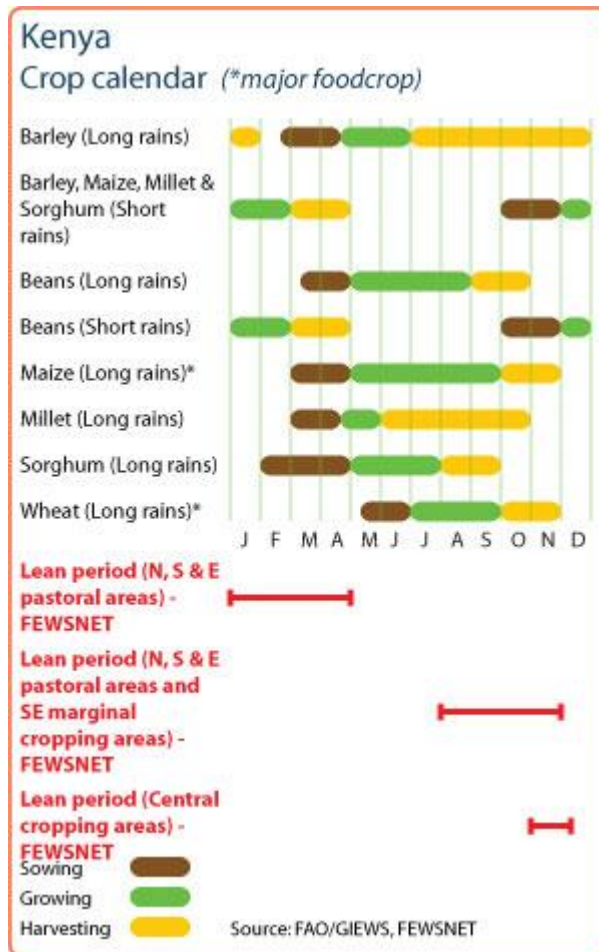 Kenya
Crop calendar (*major foodcrop)
Barley (Long rains)
Barley, Maize, Millet &
Sorghum (Short
rains)
Beans (Long rains)
Beans (Short rains)
Maize (Long rains)*
Millet (Long rains)
Sorghum (Long rains)
Wheat (Long rains)*
J F M A M J J A S O N D
Lean period (N, S & E
pastoral areas) -
FEWSNET
Lean period (N, S & E
pastoral areas and
SE marginal
cropping areas) -
FEWSNET
Lean period (Central
cropping areas) -
FEWSNET
Sowing
Growing
Harvesting
Source: FAO/GIEWS, FEWSNET